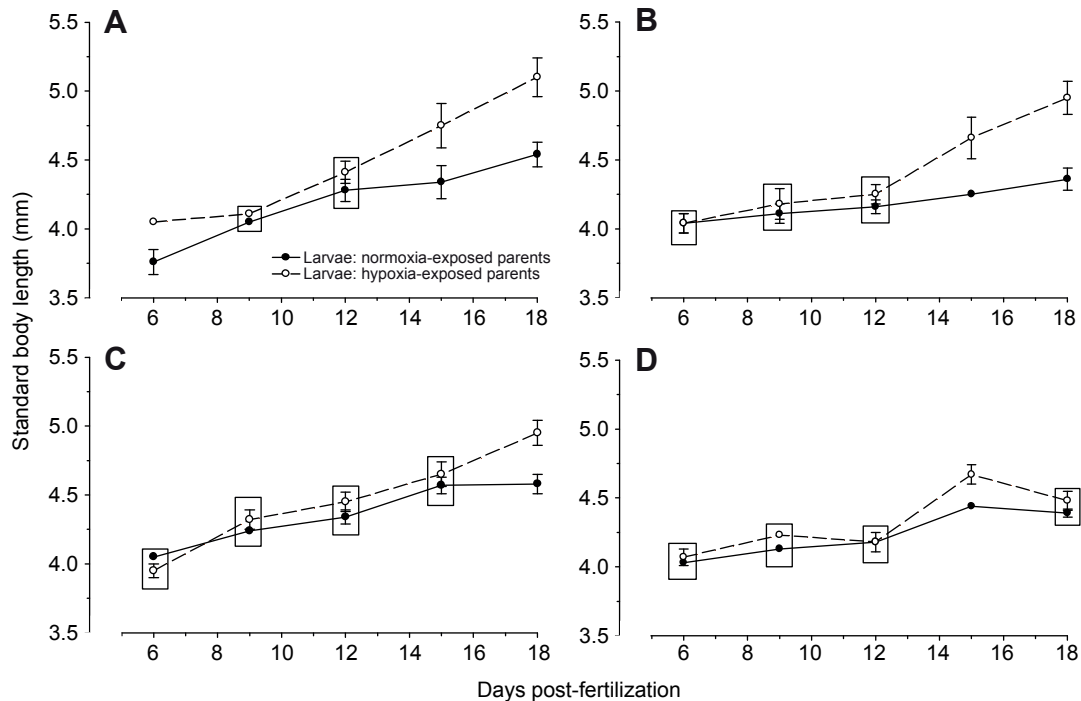 A
5.5
5.0
4.5
4.0
3.5
Larvae: normoxia-exposed parents
Larvae: hypoxia-exposed parents
6 8 10 12 14 16 18
B
5.5
5.0
4.5
4.0
3.5
6 8 10 12 14 16 18
C
5.5
5.0
4.5
4.0
3.5
6 8 10 12 14 16 18
D
5.5
5.0
4.5
4.0
3.5
6 8 10 12 14 16 18
Standard body length (mm)
Days post-fertilization